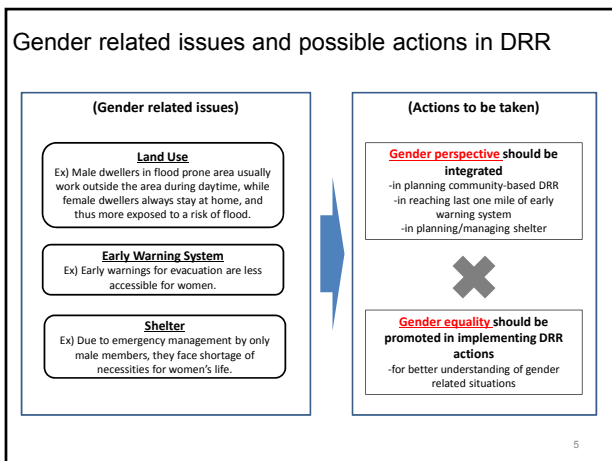 Gender related issues and possible actions in DRR
(Gender related issues)
Land Use
Ex) Male dwellers in flood prone area usually
work outside the area during daytime, while
female dwellers always stay at home, and
thus more exposed to a risk of flood.
Early Warning System
Ex) Early warnings for evacuation are less
accessible for women.
Shelter
Ex) Due to emergency management by only
male members, they face shortage of
necessities for women's life.
(Actions to be taken)
Gender perspective should be
integrated
-in planning community-based DRR
-in reaching last one mile of early
warning system
-in planning/managing shelter
Gender equality should be
promoted in implementing DRR
actions
-for better understanding of gender
related situations
5